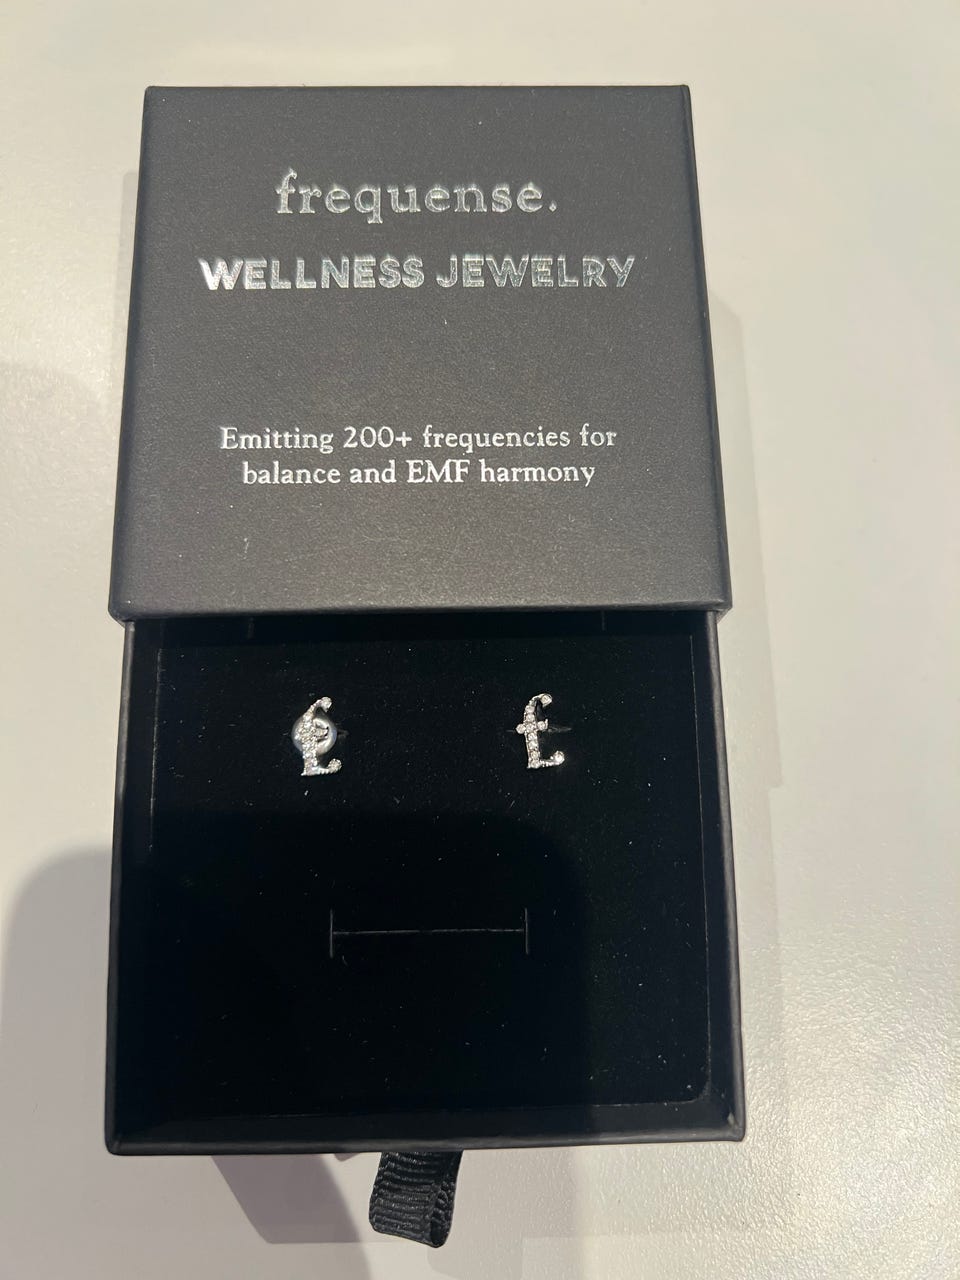 frequense.
WELLNESS JEWELRY
Emitting 200+ frequencies for
balance and EMF harmony